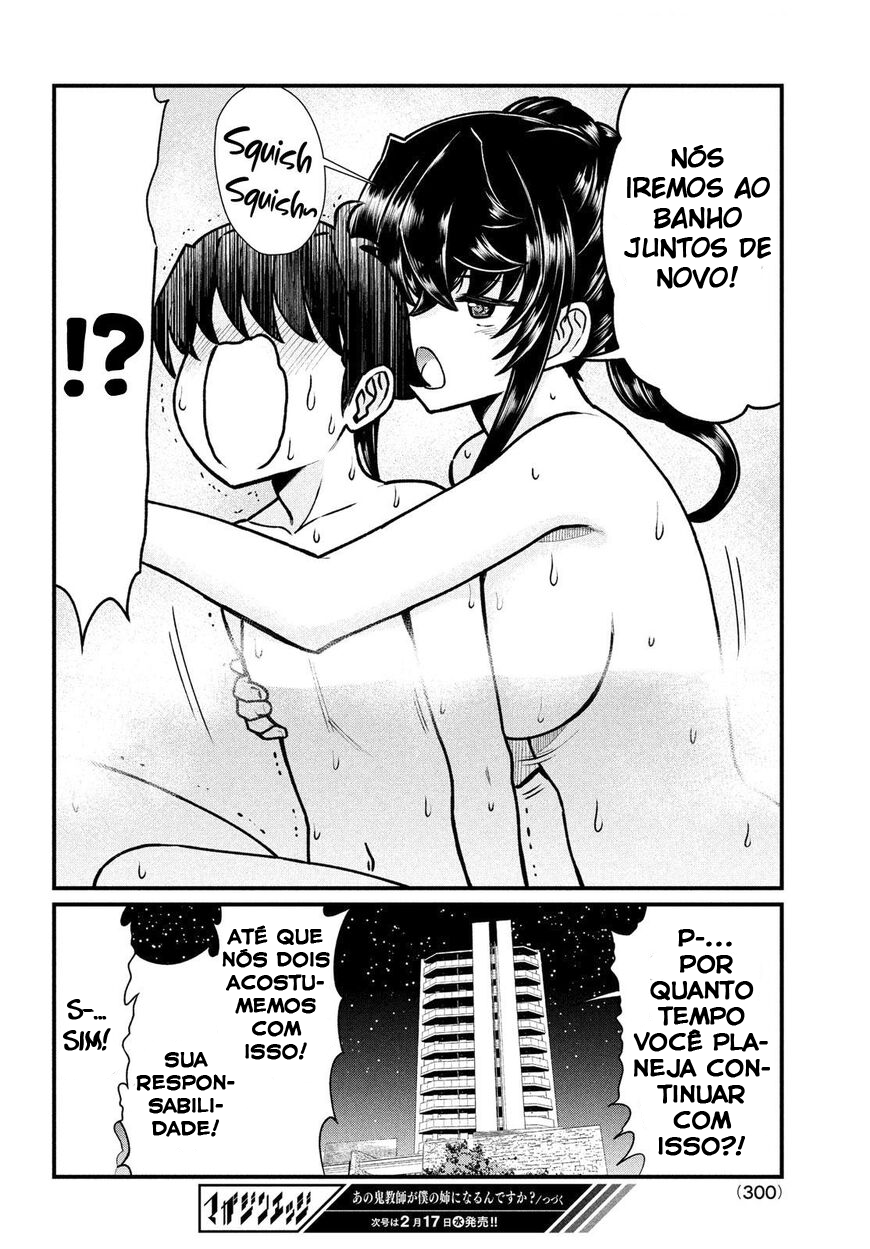 NÓS
IREMOS AO
BANHO
JUNTOS DE
NOVO!
Squish
Squish
!?
P-...
POR
QUANTO
TEMPO
VOCÊ PLA-
NEJA CON-
TINUAR
COM
ISSO?!
ATÉ QUE
NÓS DOIS
ACOSTU-
MEMOS
COM
ISSO!
SUA
RESPON-
SABILI-
DADE!
S-...
SIM!
(300)
マガジンエッジ
あの鬼教師が僕の姉になるんですか?/つづく
次号は2月17日㊌発売!!